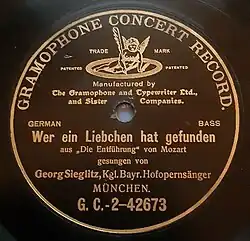 GRAMOPHONE CONCERT RECORD.
TRADE MARK
PATENTED PATENTED
Manufactured by
The Gramophone and Typewriter Ltd.,
and Sister Companies.
GERMAN BASS
Wer ein Liebchen hat gefunden
aus „Die Entführung" von Mozart
gesungen von
Georg Sieglitz, Kgl. Bayr. Hofopernsänger
MÜNCHEN.
G. C.-2-42673